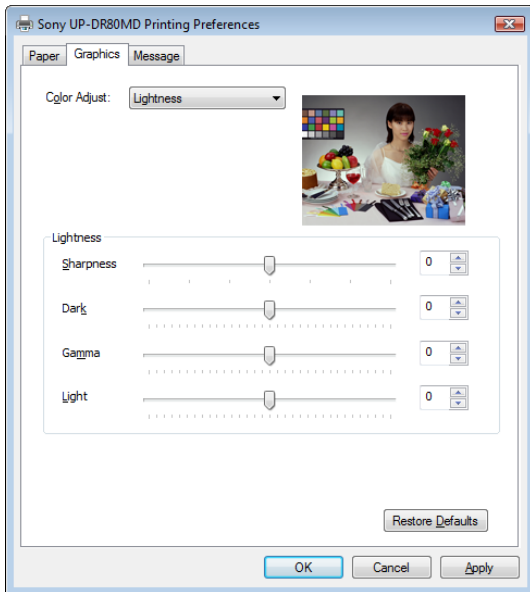 Sony UP-DR80MD Printing Preferences
Paper Graphics Message
Color Adjust: Lightness
Lightness
Sharpness 0
Dark 0
Gamma 0
Light 0
Restore Defaults
OK Cancel Apply